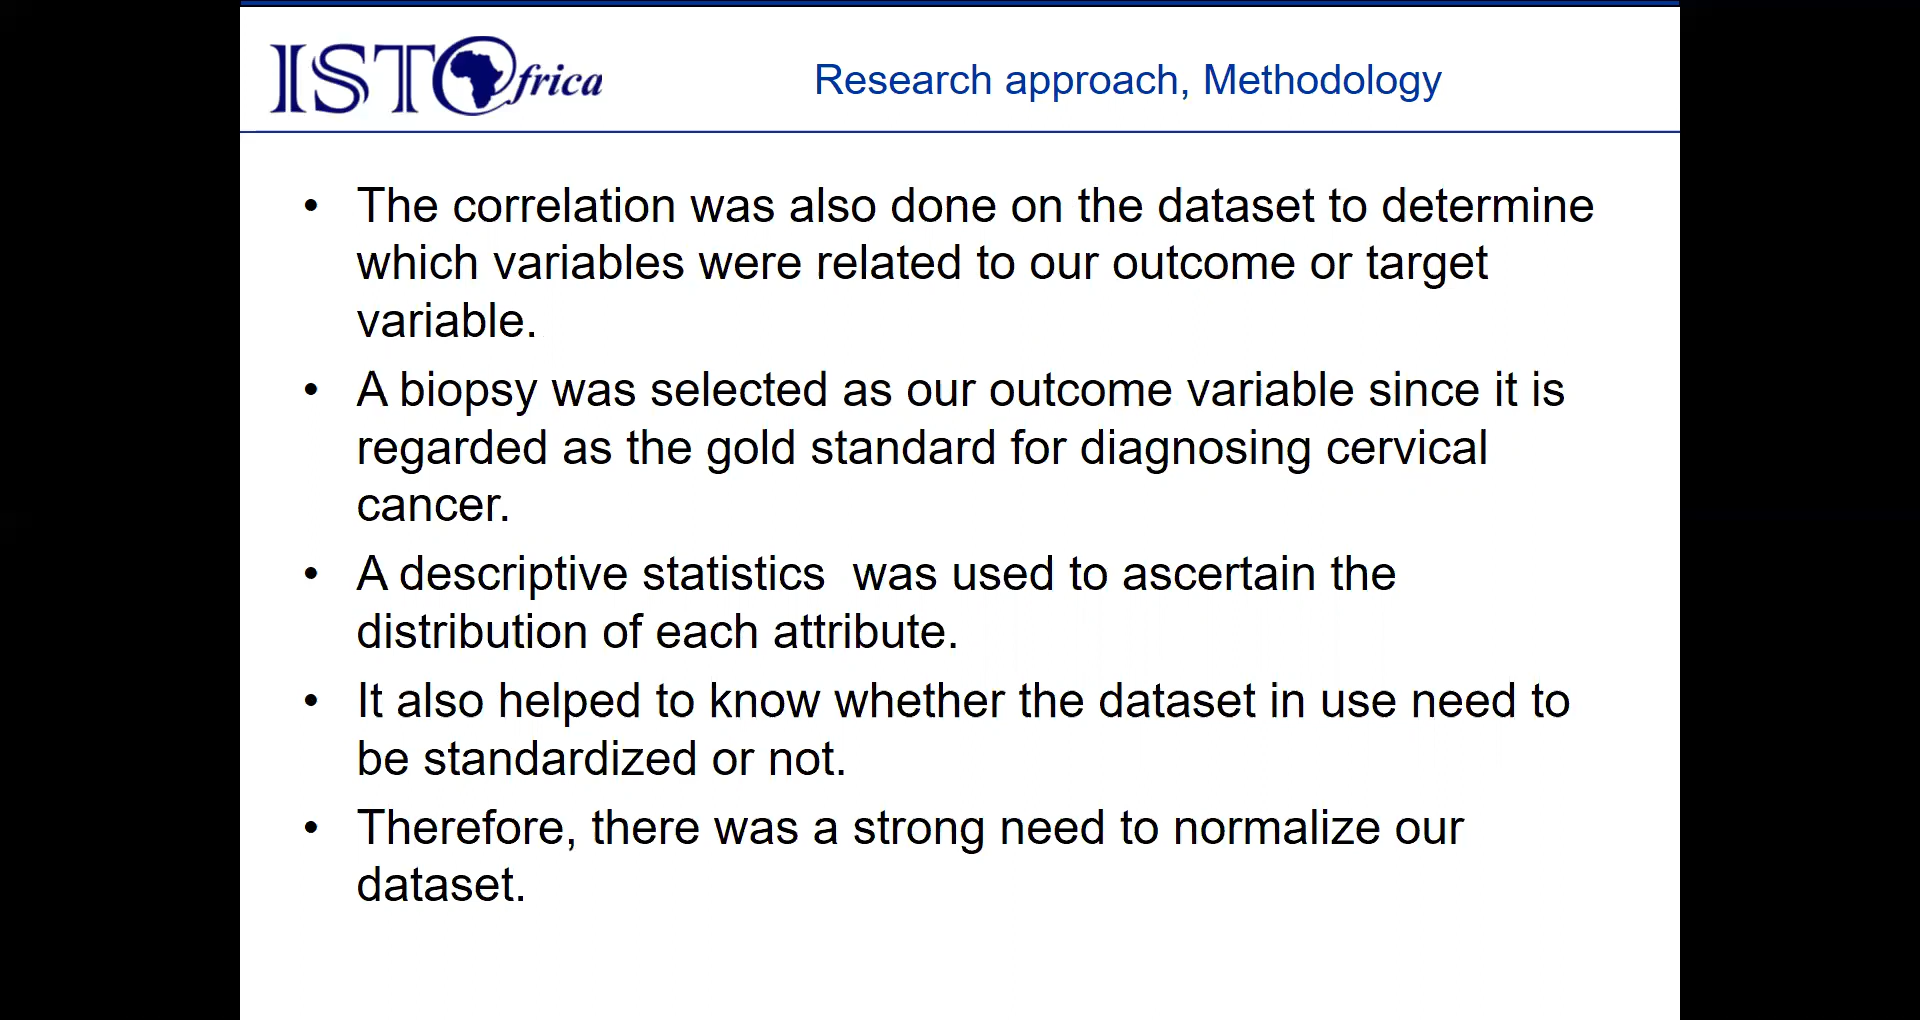 IST@frica
Research approach, Methodology
• The correlation was also done on the dataset to determine
which variables were related to our outcome or target
variable.
• A biopsy was selected as our outcome variable since it is
regarded as the gold standard for diagnosing cervical
cancer.
• A descriptive statistics  was used to ascertain the
distribution of each attribute.
• It also helped to know whether the dataset in use need to
be standardized or not.
• Therefore, there was a strong need to normalize our
dataset.